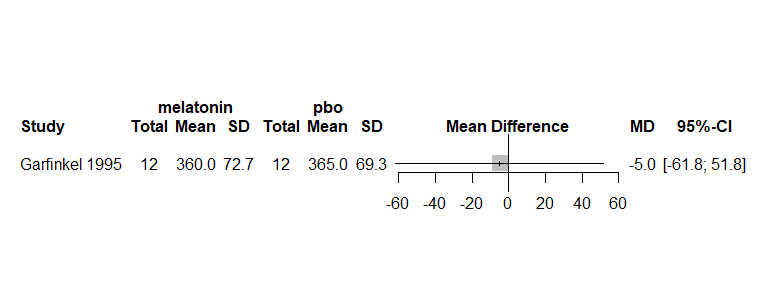 melatonin pbo
Study Total Mean SD Total Mean SD Mean Difference MD 95%-CI
Garfinkel 1995 12 360.0 72.7 12 365.0 69.3 -5.0 [-61.8; 51.8]
-60 -40 -20 0 20 40 60